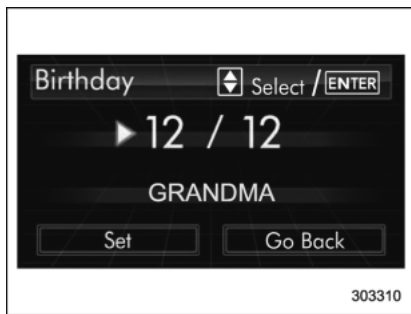 Birthday Select / ENTER
12 / 12
GRANDMA
Set Go Back
303310